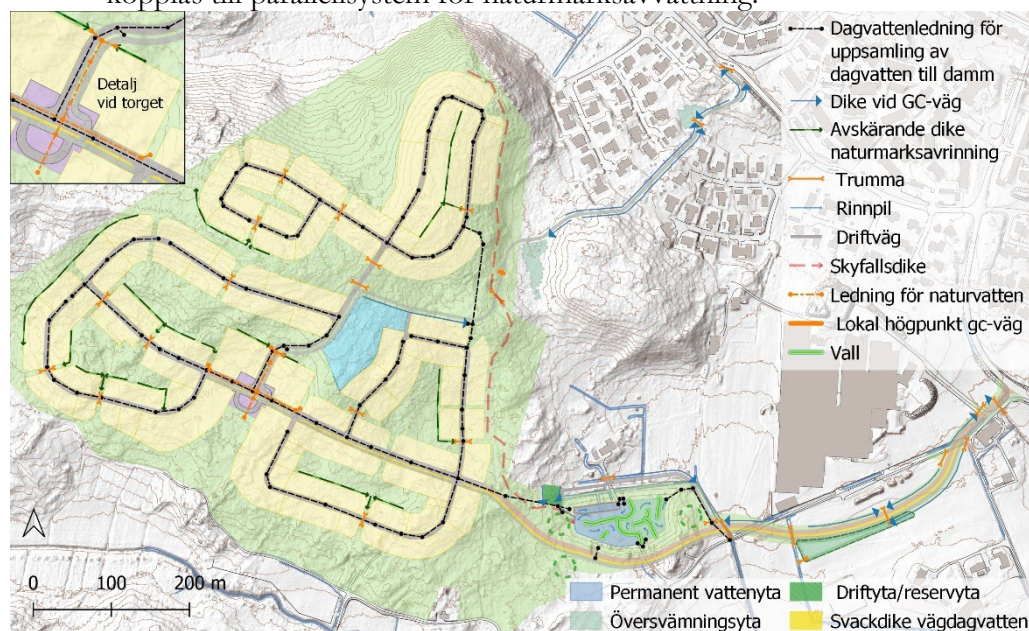 kopplas till parallellsystem för naturmarksavvattning.
Detalj
vid torget
Dagvattenledning för
uppsamling av
dagvatten till damm
Dike vid GC-väg
Avskärande dike
naturmarksavrinning
Trumma
Rinnpil
Driftväg
Skyfallsdike
Ledning för naturvatten
Lokal högpunkt gc-väg
Vall
0 100 200 m
Permanent vattenyta
Driftyta/reservyta
Översvämningsyta
Svackdike vägdagvatten